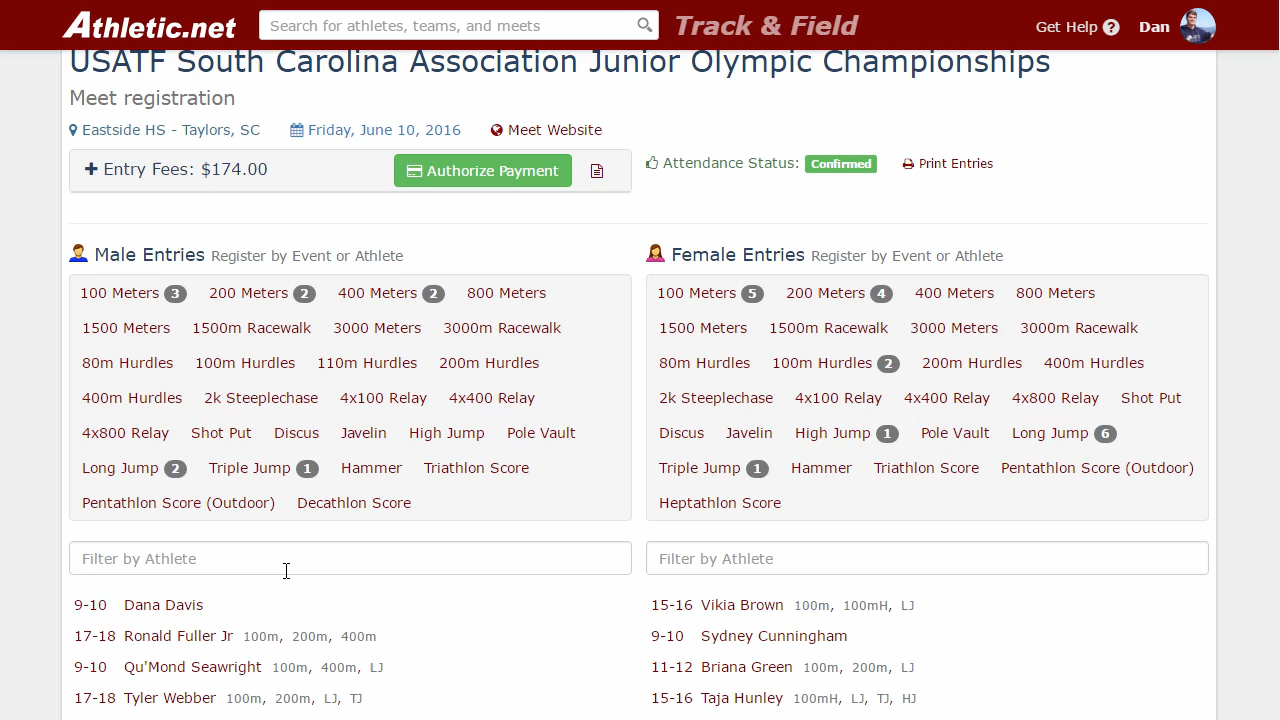 Athletic.net Search for athletes, teams, and meets Track & Field Get Help ? Dan
USATF South Carolina Association Junior Olympic Championships
Meet registration
Eastside HS - Taylors, SC Friday, June 10, 2016 Meet Website
Entry Fees: $174.00 Authorize Payment Attendance Status: Confirmed Print Entries
Male Entries Register by Event or Athlete
100 Meters 3 200 Meters 2 400 Meters 2 800 Meters
1500 Meters 1500m Racewalk 3000 Meters 3000m Racewalk
80m Hurdles 100m Hurdles 110m Hurdles 200m Hurdles
400m Hurdles 2k Steeplechase 4x100 Relay 4x400 Relay
4x800 Relay Shot Put Discus Javelin High Jump Pole Vault
Long Jump 2 Triple Jump 1 Hammer Triathlon Score
Pentathlon Score (Outdoor) Decathlon Score
Filter by Athlete
9-10 Dana Davis
17-18 Ronald Fuller Jr 100m, 200m, 400m
9-10 Qu'Mond Seawright 100m, 400m, LJ
17-18 Tyler Webber 100m, 200m, LJ, TJ
Female Entries Register by Event or Athlete
100 Meters 5 200 Meters 4 400 Meters 800 Meters
1500 Meters 1500m Racewalk 3000 Meters 3000m Racewalk
80m Hurdles 100m Hurdles 2 200m Hurdles 400m Hurdles
2k Steeplechase 4x100 Relay 4x400 Relay 4x800 Relay Shot Put
Discus Javelin High Jump 1 Pole Vault Long Jump 6
Triple Jump 1 Hammer Triathlon Score Pentathlon Score (Outdoor)
Heptathlon Score
Filter by Athlete
15-16 Vikia Brown 100m, 100mH, LJ
9-10 Sydney Cunningham
11-12 Briana Green 100m, 200m, LJ
15-16 Taja Hunley 100mH, LJ, TJ, HJ